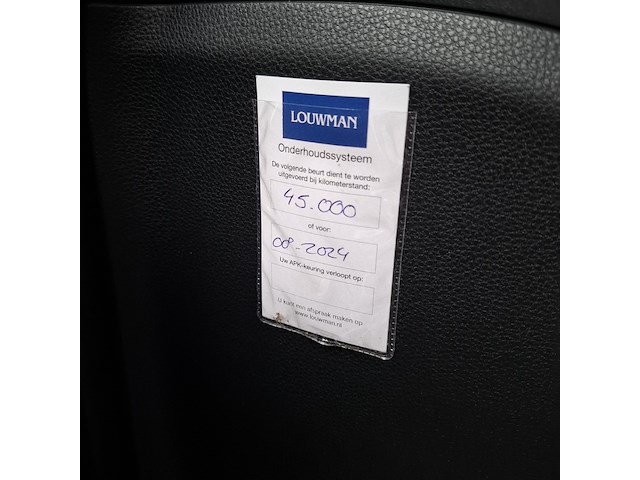 LOUWMAN
Onderhoudssysteem
De volgende beurt dient te worden
uitgevoerd bij kilometerstand:
45.000
of voor:
08-2024
Uw APK-keuring verloopt op:
U kunt een afspraak maken op
www.louwman.nl